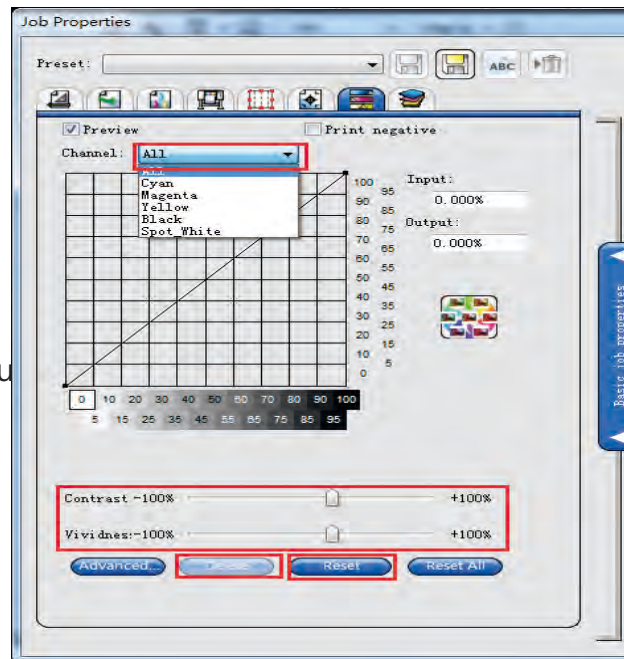 Job Properties
Preset:
ABC
Preview
Print negative
Channel: All
All
Cyan
Magenta
Yellow
Black
Spot_White
100 95 90 85 80 75 70 65 60 55 50 45 40 35 30 25 20 15 10 5 0
Input:
0.000%
Output:
0.000%
0 10 20 30 40 50 60 70 80 90 100
5 15 25 35 45 55 65 75 85 95
Basic job properties
u
Contrast -100% +100%
Vividnes:-100% +100%
Advanced... Delete Reset Reset All